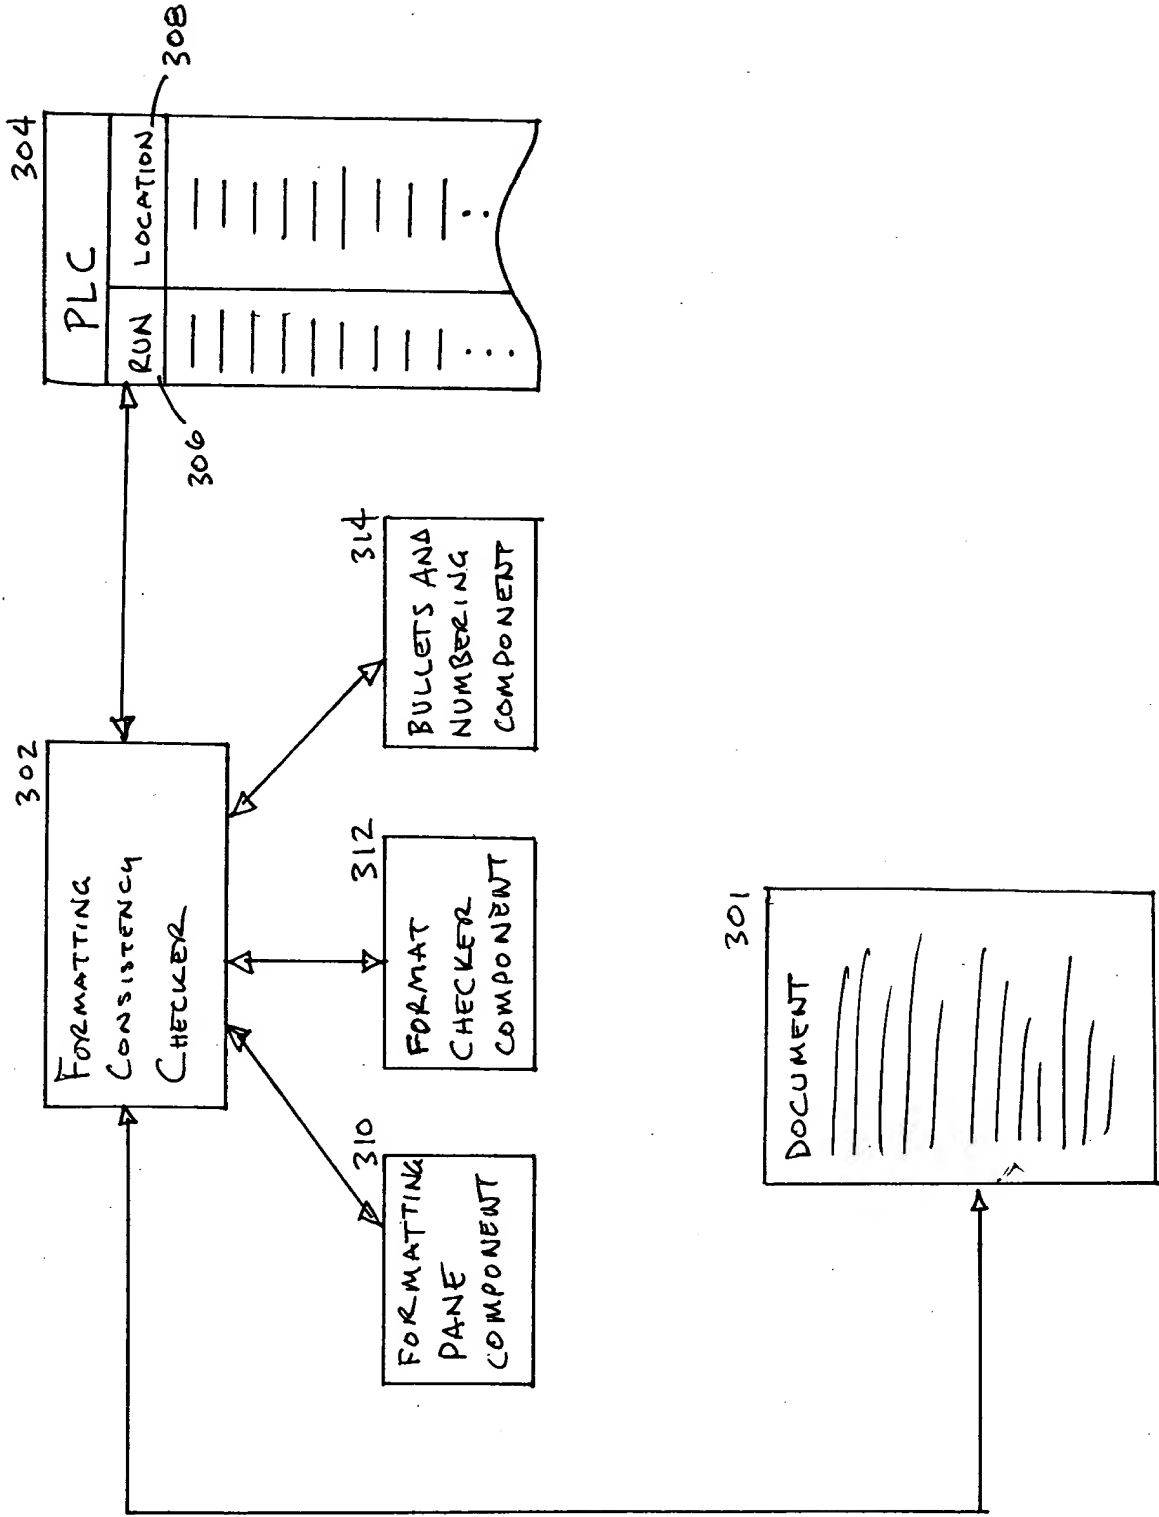 302
FORMATTING
CONSISTENCY
CHECKER
304
PLC
RUN
LOCATION
306
308
310
FORMATTING
PANE
COMPONENT
312
FORMAT
CHECKER
COMPONENT
314
BULLETS AND
NUMBERING
COMPONENT
301
DOCUMENT